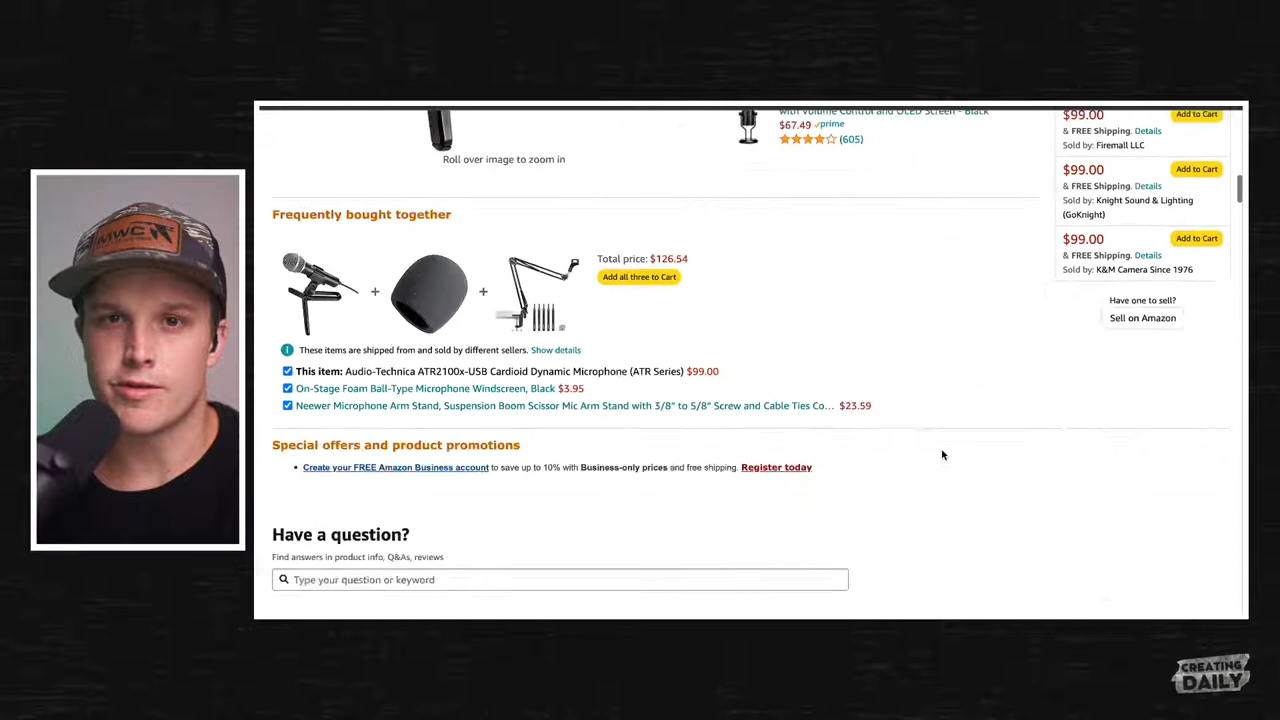 with Volume Control and OLED Screen - Black
$67.49 prime
(605)
Roll over image to zoom in
$99.00 Add to Cart
& FREE Shipping. Details
Sold by: Firemall LLC
$99.00 Add to Cart
& FREE Shipping. Details
Sold by: Knight Sound & Lighting
(GoKnight)
$99.00 Add to Cart
& FREE Shipping. Details
Sold by: K&M Camera Since 1976
Have one to sell?
Sell on Amazon
Frequently bought together
Total price: $126.54
Add all three to Cart
+ +
i These items are shipped from and sold by different sellers. Show details
This item: Audio-Technica ATR2100x-USB Cardioid Dynamic Microphone (ATR Series) $99.00
On-Stage Foam Ball-Type Microphone Windscreen, Black $3.95
Neewer Microphone Arm Stand, Suspension Boom Scissor Mic Arm Stand with 3/8" to 5/8" Screw and Cable Ties Co... $23.59
Special offers and product promotions
• Create your FREE Amazon Business account to save up to 10% with Business-only prices and free shipping. Register today
Have a question?
Find answers in product info, Q&As, reviews
Type your question or keyword
MWC
CREATING
DAILY